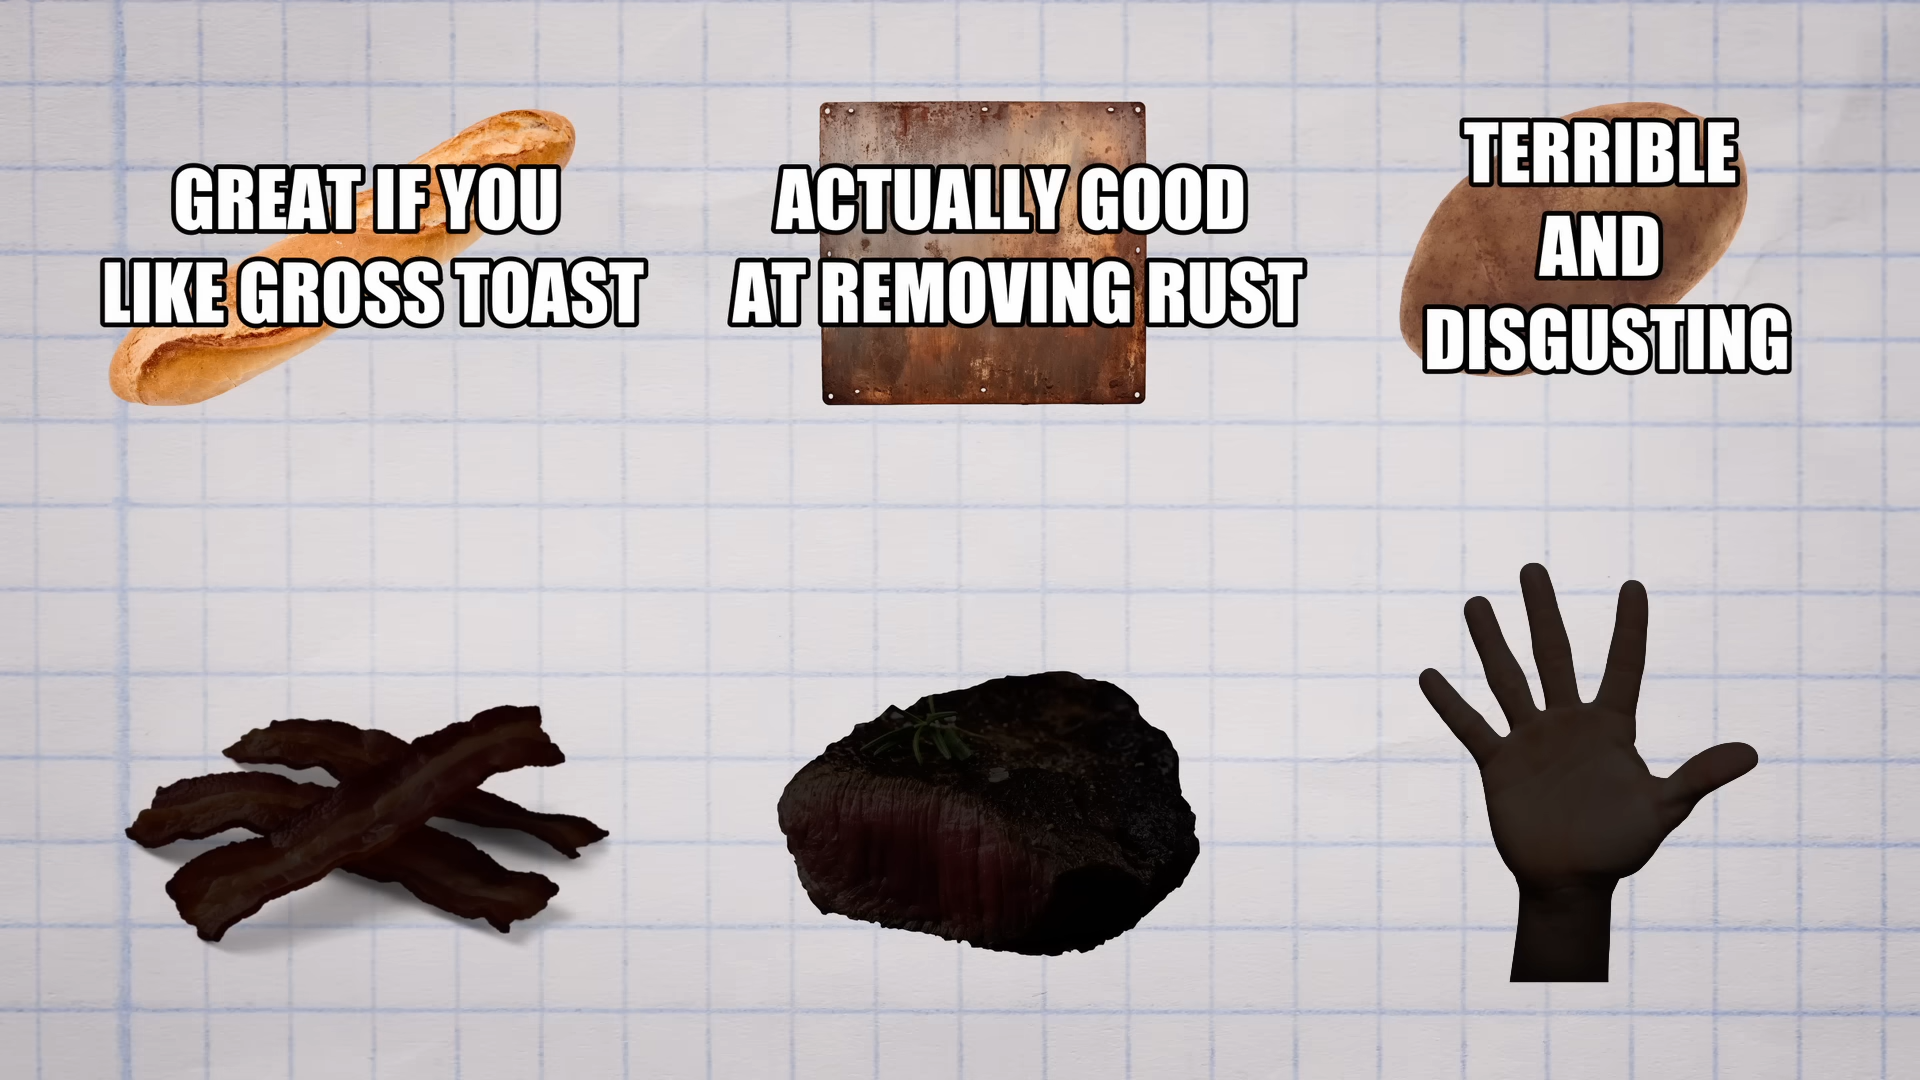 GREAT IF YOU
LIKE GROSS TOAST
ACTUALLY GOOD
AT REMOVING RUST
TERRIBLE
AND
DISGUSTING